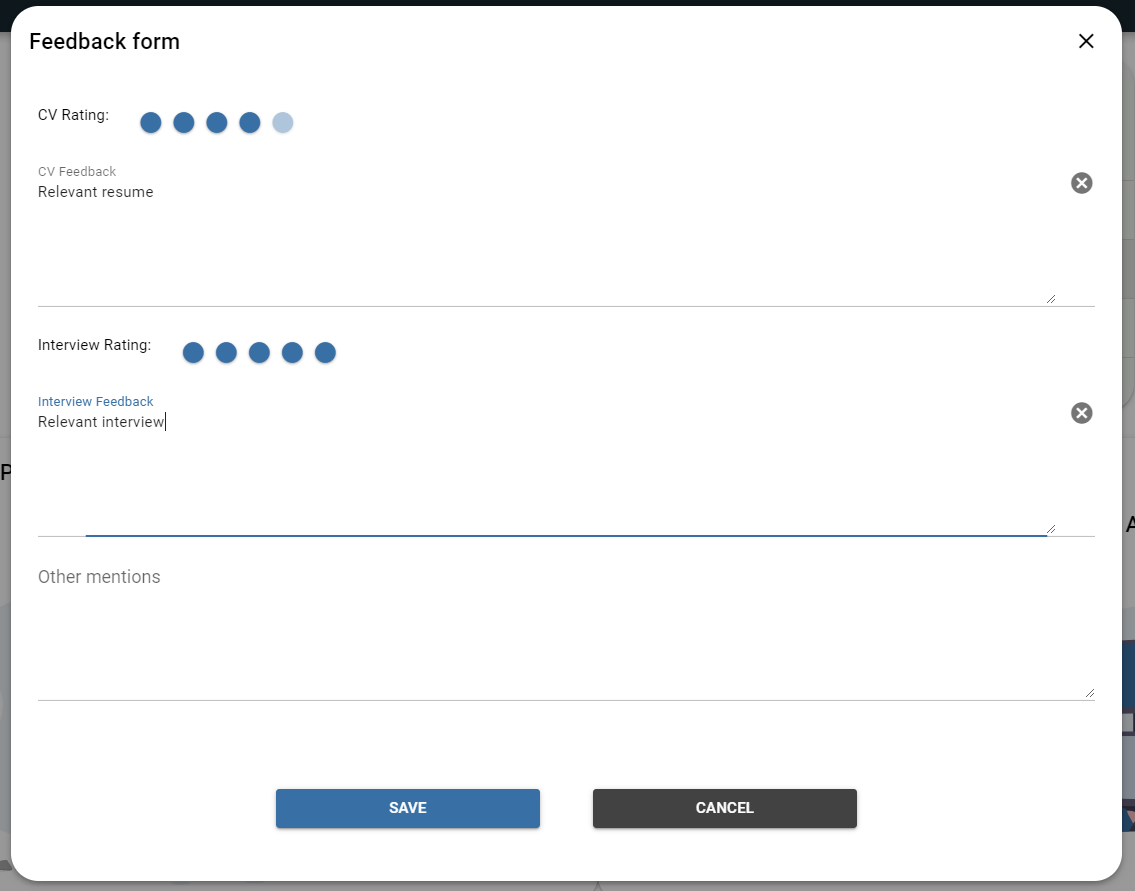 Feedback form
CV Rating:
CV Feedback
Relevant resume
Interview Rating:
Interview Feedback
Relevant interview
P
A
Other mentions
SAVE
CANCEL